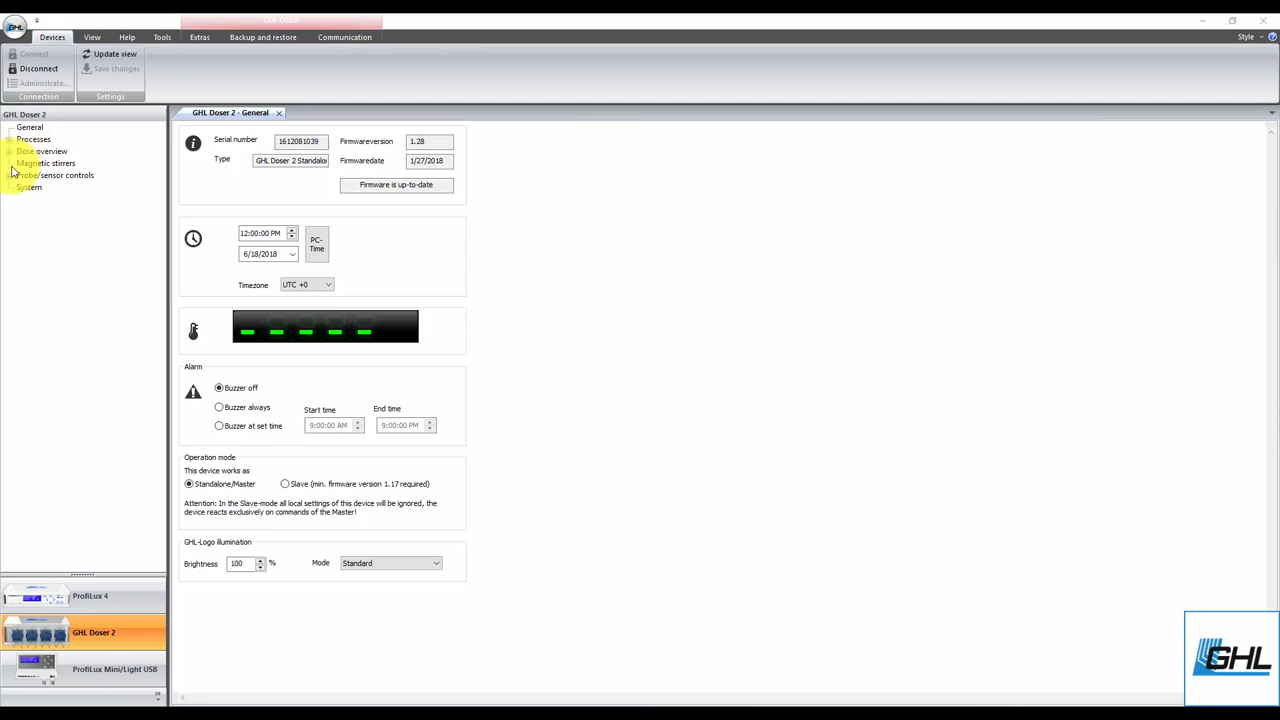 GHL
GHL Doser
Devices View Help Tools Extras Backup and restore Communication Style
Connect
Disconnect
Administrate...
Connection
Update view
Save changes
Settings
GHL Doser 2
General
Processes
Dose overview
Magnetic stirrers
Probe/sensor controls
System
ProfiLux 4
GHL Doser 2
ProfiLux Mini/Light USB
GHL Doser 2 - General
Serial number 1612081039 Firmwareversion 1.28
Type GHL Doser 2 Standalo Firmwaredate 1/27/2018
Firmware is up-to-date
12:00:00 PM
6/18/2018
PC-
Time
Timezone UTC +0
Alarm
Buzzer off
Buzzer always
Buzzer at set time
Start time End time
9:00:00 AM 9:00:00 PM
Operation mode
This device works as
Standalone/Master Slave (min. firmware version 1.17 required)
Attention: In the Slave-mode all local settings of this device will be ignored, the
device reacts exclusively on commands of the Master!
GHL-Logo illumination
Brightness 100 % Mode Standard
GHL